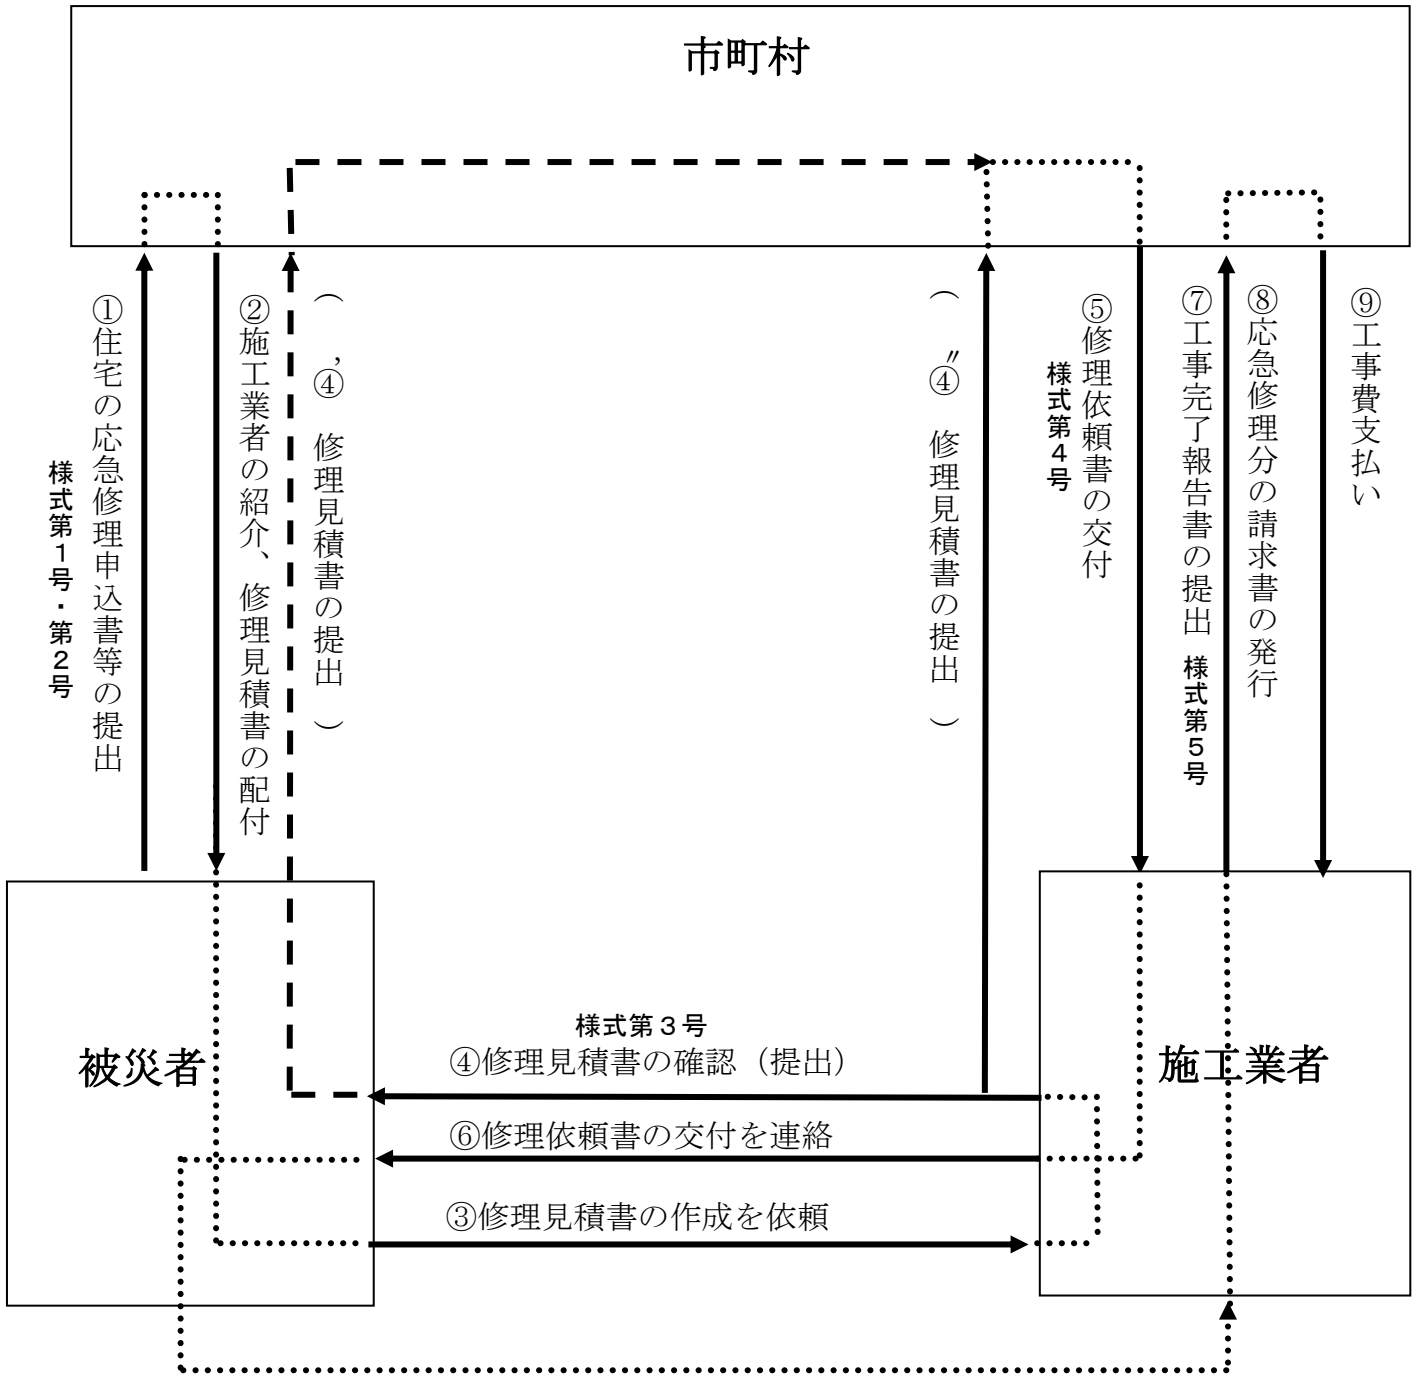 市町村
①住宅の応急修理申込書等の提出
様式第1号・第2号
②施工業者の紹介、修理見積書の配付
（ ④’ 修理見積書の提出 ）
（ ④” 修理見積書の提出 ）
⑤修理依頼書の交付
様式第4号
⑦工事完了報告書の提出 様式第5号
⑧応急修理分の請求書の発行
⑨工事費支払い
被災者
様式第3号
④修理見積書の確認（提出）
⑥修理依頼書の交付を連絡
③修理見積書の作成を依頼
施工業者